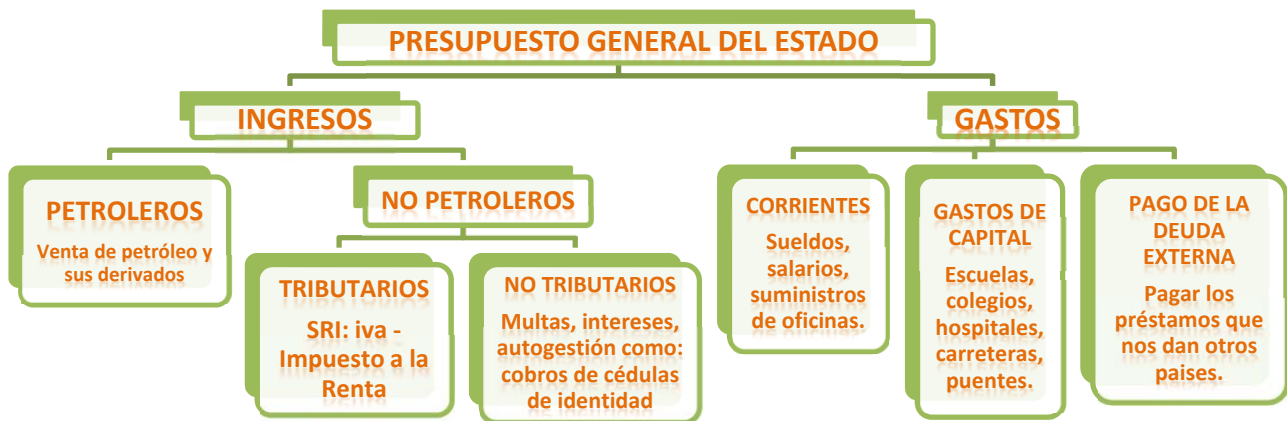 PRESUPUESTO GENERAL DEL ESTADO
INGRESOS
GASTOS
PETROLEROS
Venta de petróleo y
sus derivados
NO PETROLEROS
TRIBUTARIOS
SRI: iva -
Impuesto a la
Renta
NO TRIBUTARIOS
Multas, intereses,
autogestión como:
cobros de cédulas
de identidad
CORRIENTES
Sueldos,
salarios,
suministros
de oficinas.
GASTOS DE
CAPITAL
Escuelas,
colegios,
hospitales,
carreteras,
puentes.
PAGO DE LA
DEUDA
EXTERNA
Pagar los
préstamos que
nos dan otros
paises.